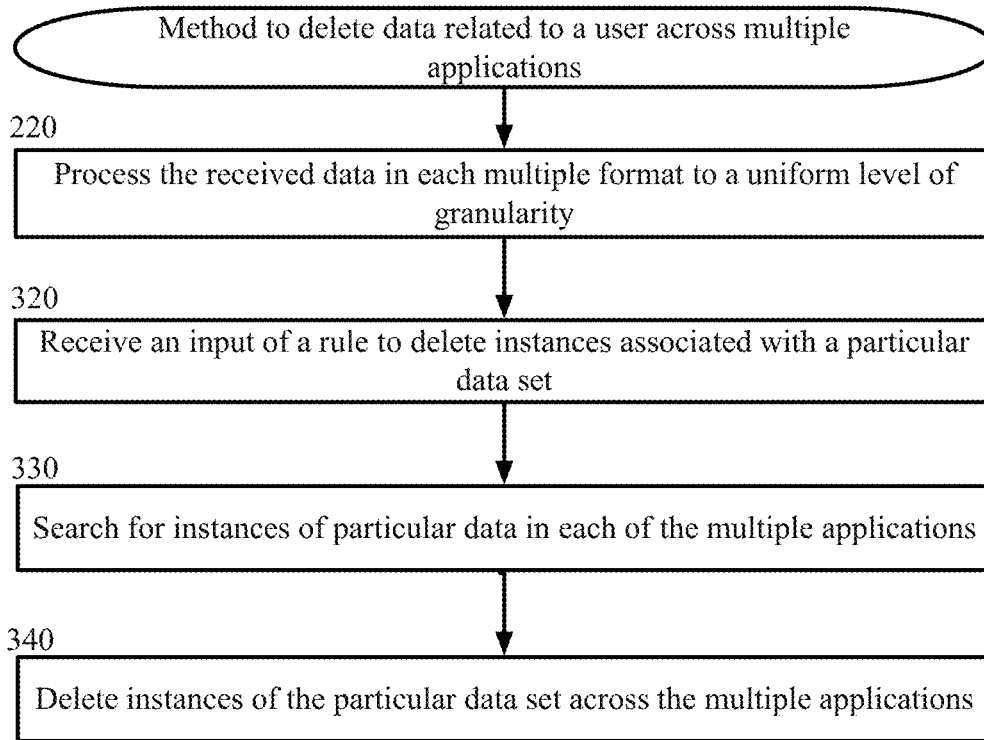 Method to delete data related to a user across multiple
applications
220
Process the received data in each multiple format to a uniform level of
granularity
320
Receive an input of a rule to delete instances associated with a particular
data set
330
Search for instances of particular data in each of the multiple applications
340
Delete instances of the particular data set across the multiple applications